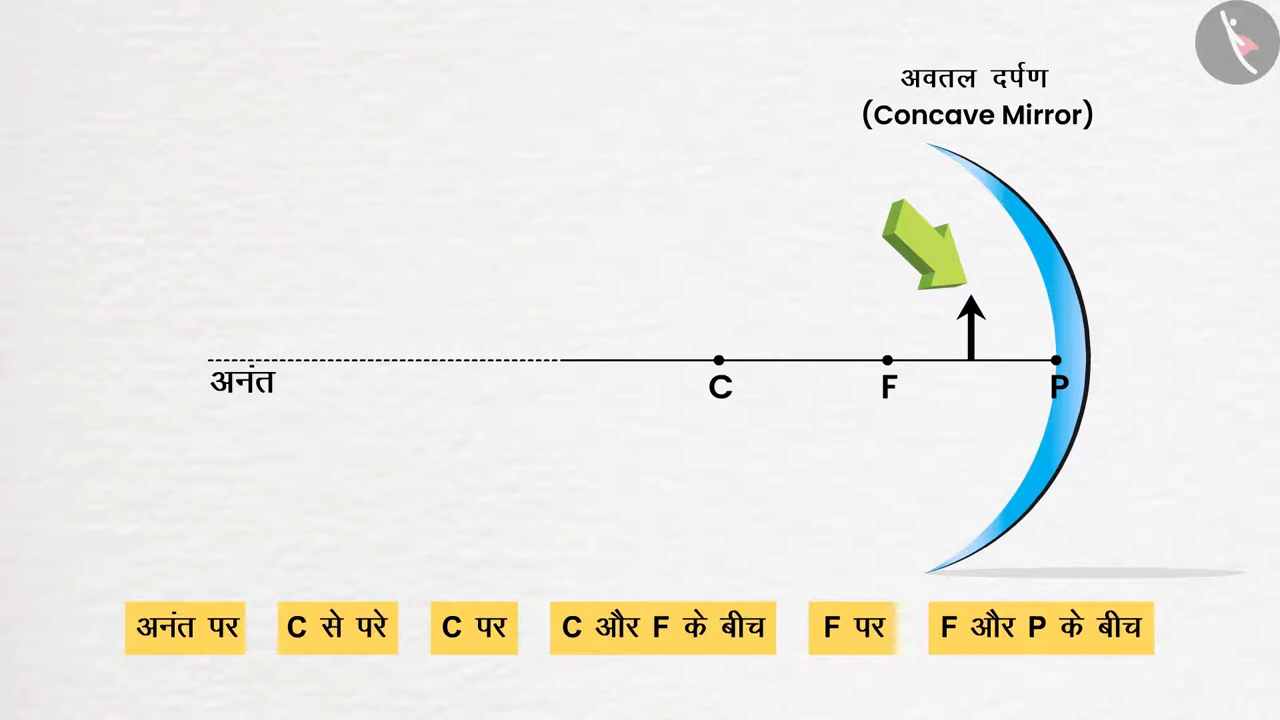 अवतल दर्पण
(Concave Mirror)
अनंत
C
F
P
अनंत पर
C से परे
C पर
C और F के बीच
F पर
F और P के बीच